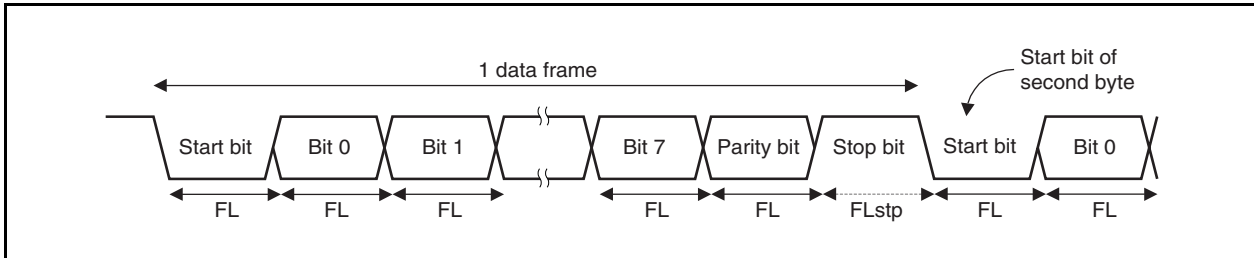 1 data frame
Start bit of
second byte
Start bit Bit 0 Bit 1 Bit 7 Parity bit Stop bit Start bit Bit 0
FL FL FL FL FL FLstp FL FL